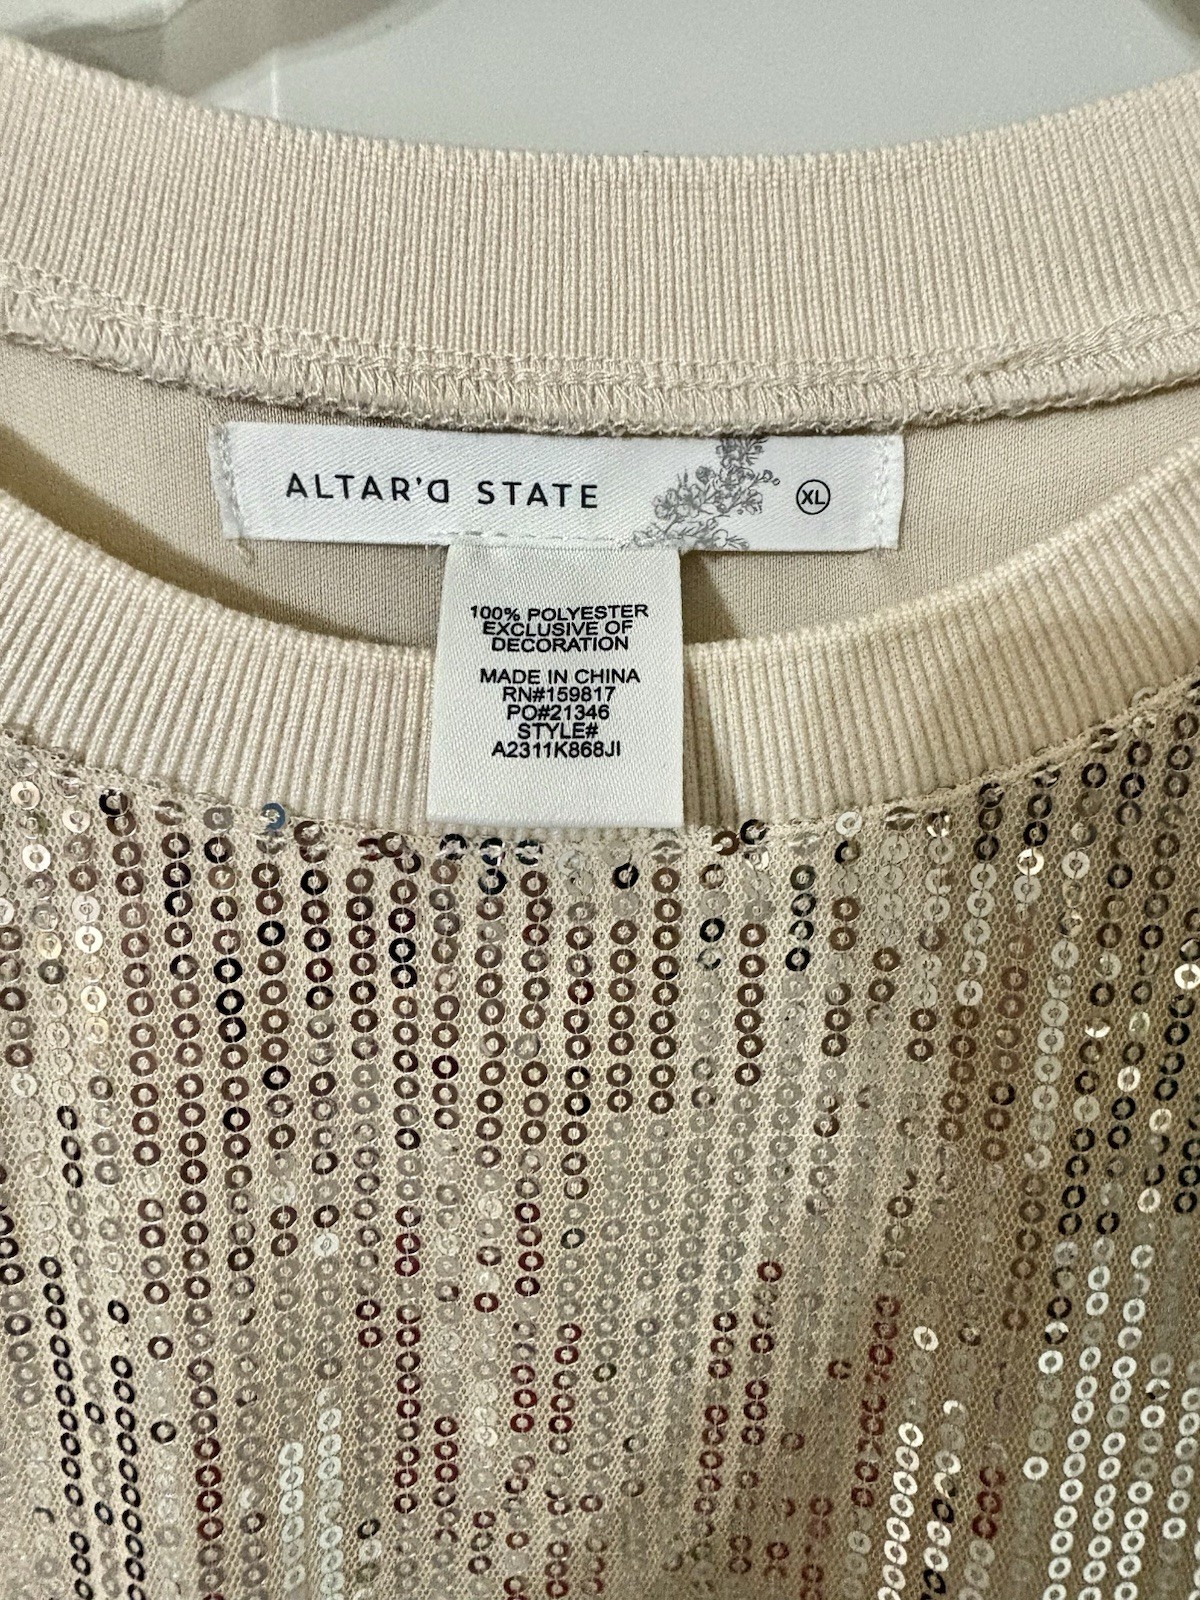 ALTAR'D STATE
XL
100% POLYESTER
EXCLUSIVE OF
DECORATION
MADE IN CHINA
RN#159817
PO#21346
STYLE#
A2311K868JI